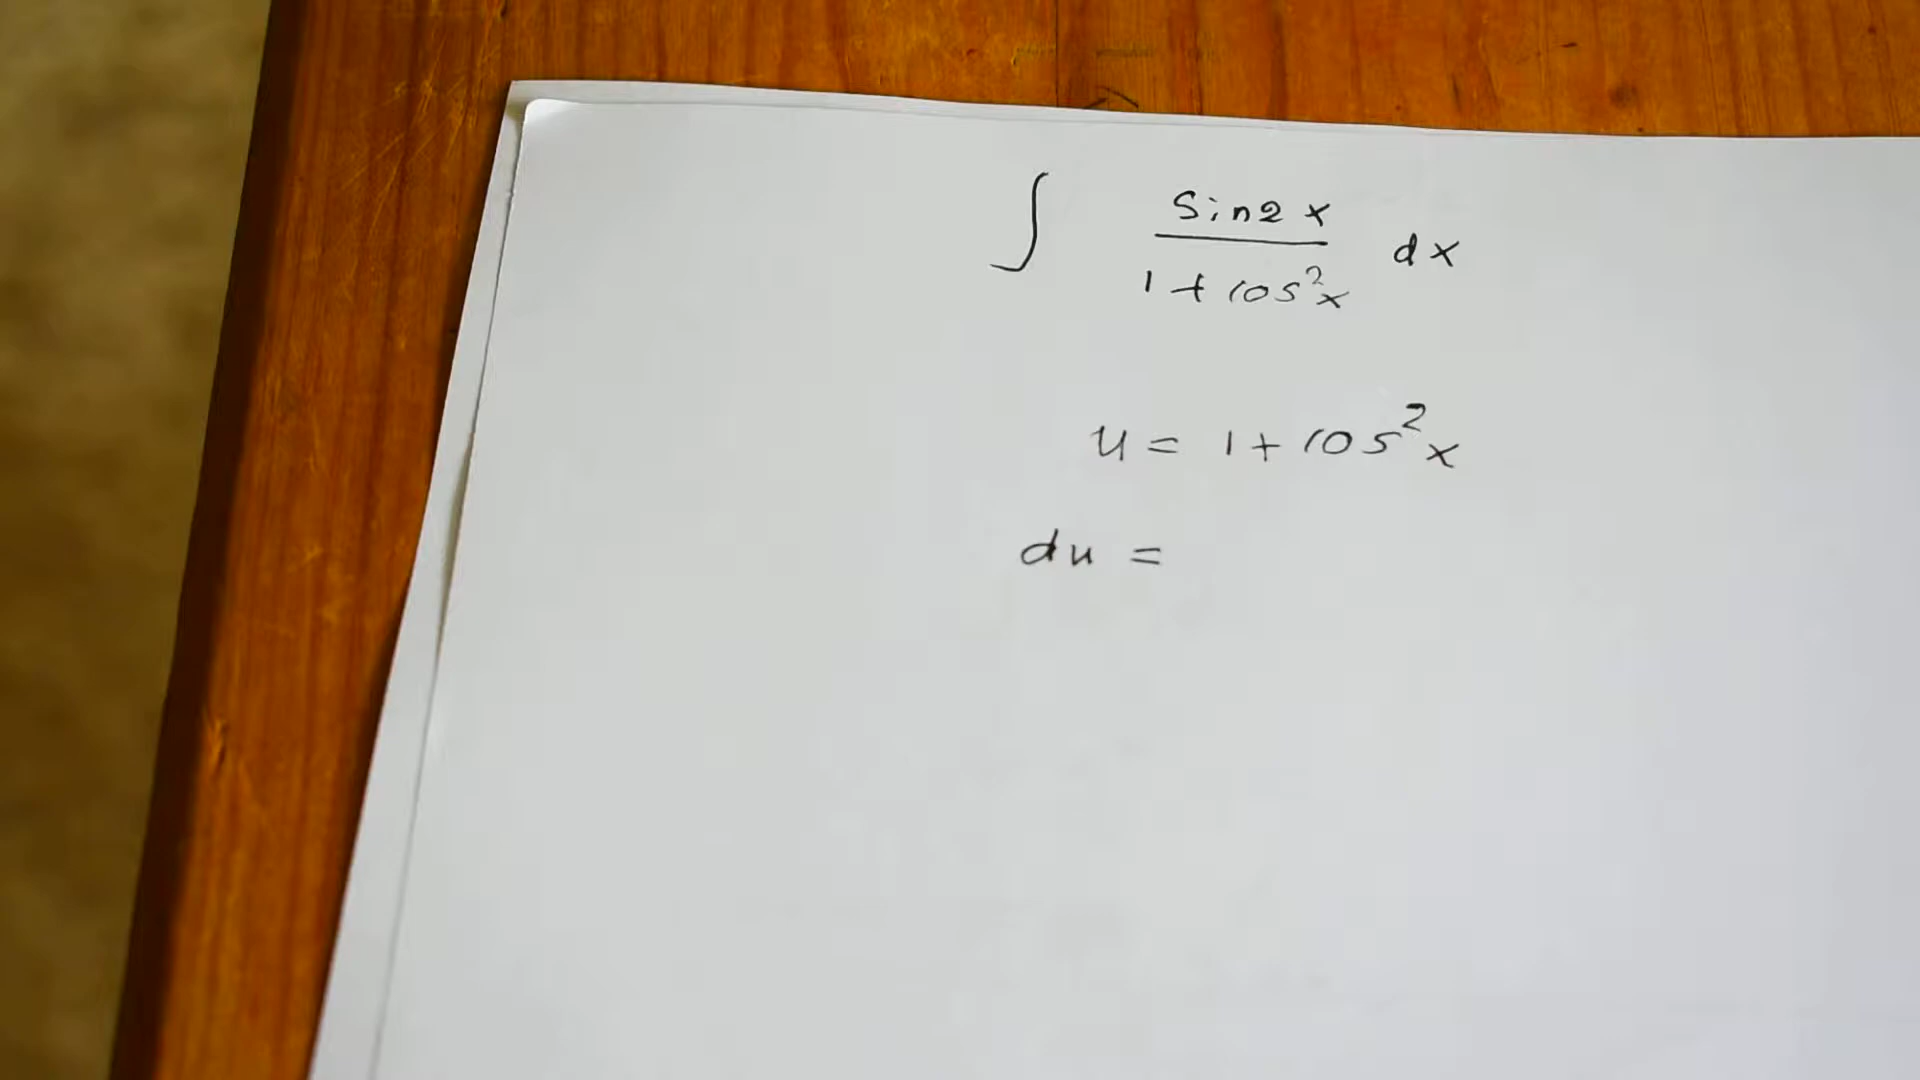 ∫ sin2x / 1+cos²x dx
u = 1+cos²x
du =